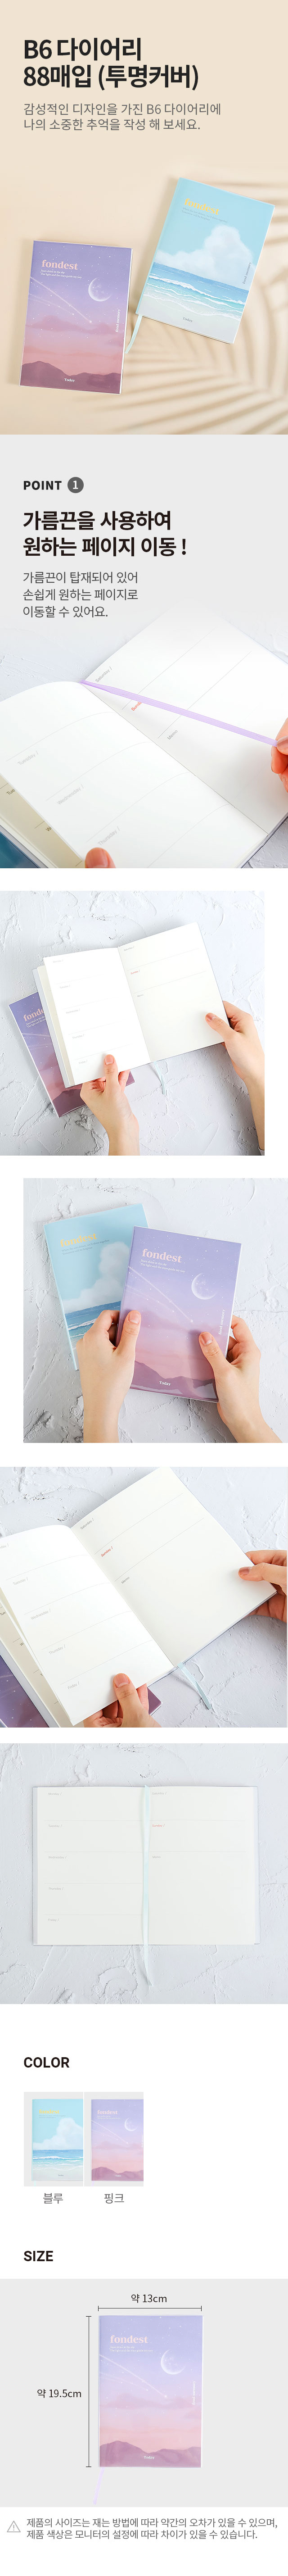 B6 다이어리
88매입 (투명커버)
감성적인 디자인을 가진 B6 다이어리에
나의 소중한 추억을 작성 해 보세요.
fondest
fondest
POINT 1
가름끈을 사용하여
원하는 페이지 이동 !
가름끈이 탑재되어 있어
손쉽게 원하는 페이지로
이동할 수 있어요.
fondest
fondest
COLOR
블루
핑크
SIZE
약 13cm
약 19.5cm
fondest
제품의 사이즈는 재는 방법에 따라 약간의 오차가 있을 수 있으며,
제품 색상은 모니터의 설정에 따라 차이가 있을 수 있습니다.